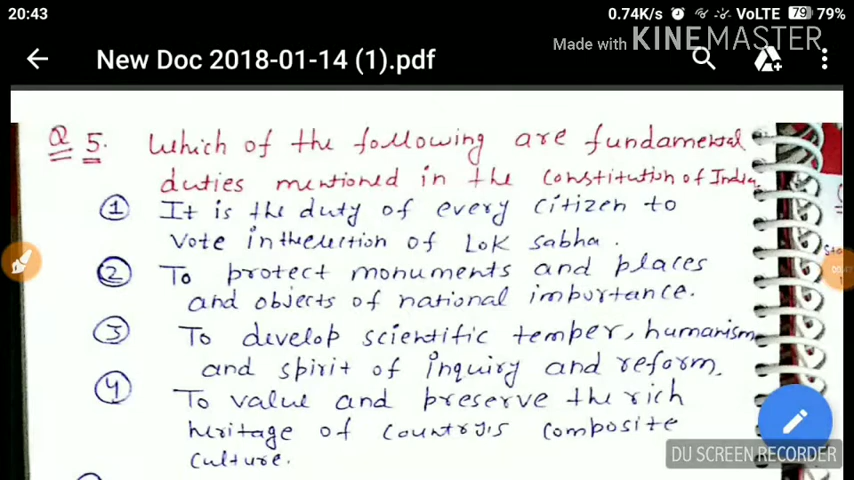 20:43
0.74K/s VoLTE 79 79%
Made with KINEMASTER
New Doc 2018-01-14 (1).pdf
Q 5. Which of the following are fundamental
duties mentioned in the constitution of India.
1 It is the duty of every citizen to
vote in the election of Lok sabha.
2 To protect monuments and places
and objects of national importance.
3 To develop scientific temper, humanism
and spirit of inquiry and reform.
4 To value and preserve the rich
heritage of country's composite
culture.
DU SCREEN RECORDER